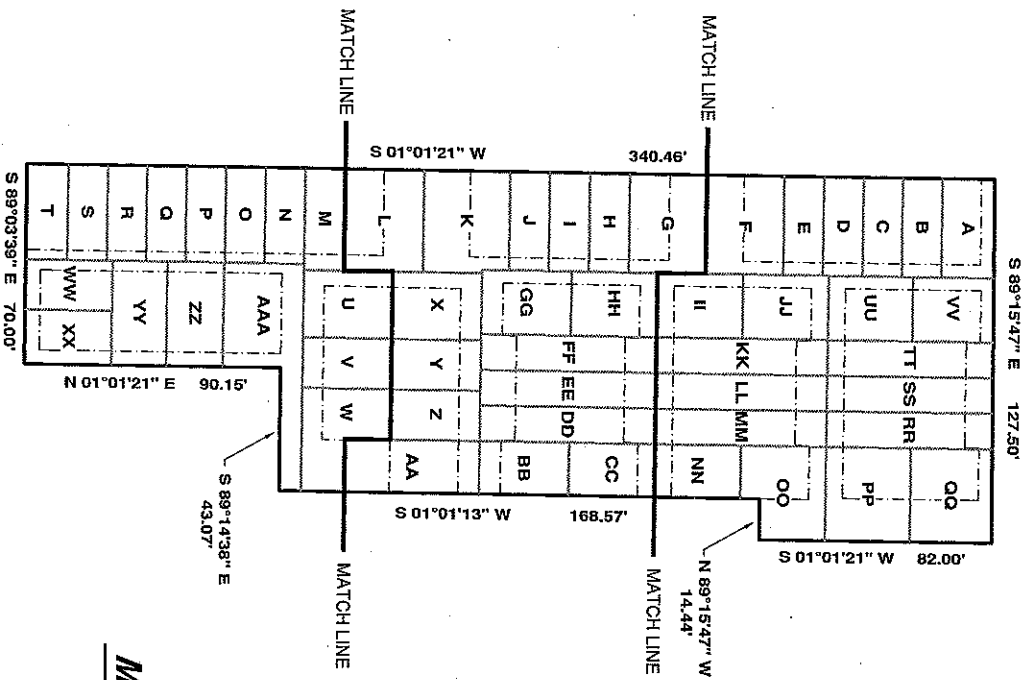 MATCH LINE
MATCH LINE
S 01°01'21" W 340.46'
S 89°15'47" E 127.50'
A
B
C
D
E
F
G
H
I
J
K
L
M
N
O
P
Q
R
S
T
VV
UU
JJ
II
HH
GG
X
U
TT
SS
RR
QQ
PP
OO
KK
LL
MM
NN
FF
EE
DD
CC
BB
Y
Z
AA
V
W
AAA
ZZ
YY
WW
XX
S 01°01'21" W 82.00'
N 89°15'47" W
14.44'
S 01°01'13" W 168.57'
S 89°14'38" E
43.07'
N 01°01'21" E 90.15'
S 89°03'39" E 70.00'
MATCH LINE
MATCH LINE